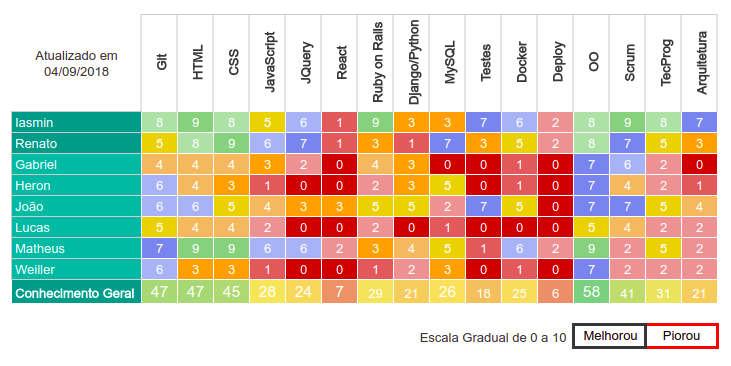 Atualizado em
04/09/2018
Git HTML CSS JavaScript JQuery React Ruby on Rails Django/Python MySQL Testes Docker Deploy OO Scrum TecProg Arquitetura
Iasmin 8 9 8 5 6 1 9 3 3 7 6 2 8 9 8 7
Renato 5 8 9 6 7 1 3 1 7 3 5 2 8 7 5 3
Gabriel 4 4 4 3 2 0 4 3 0 0 1 0 7 6 2 0
Heron 6 4 3 1 0 0 2 3 5 0 1 0 7 4 2 1
João 6 6 5 4 3 3 5 5 2 7 5 0 7 7 5 4
Lucas 5 4 4 2 0 0 2 0 1 0 0 0 5 4 2 2
Matheus 7 9 9 6 6 2 3 4 5 1 6 2 9 2 5 2
Weiller 6 3 3 1 0 0 1 2 3 0 1 0 7 2 2 2
Conhecimento Geral 47 47 45 28 24 7 29 21 26 18 25 6 58 41 31 21
Escala Gradual de 0 a 10 Melhorou Piorou